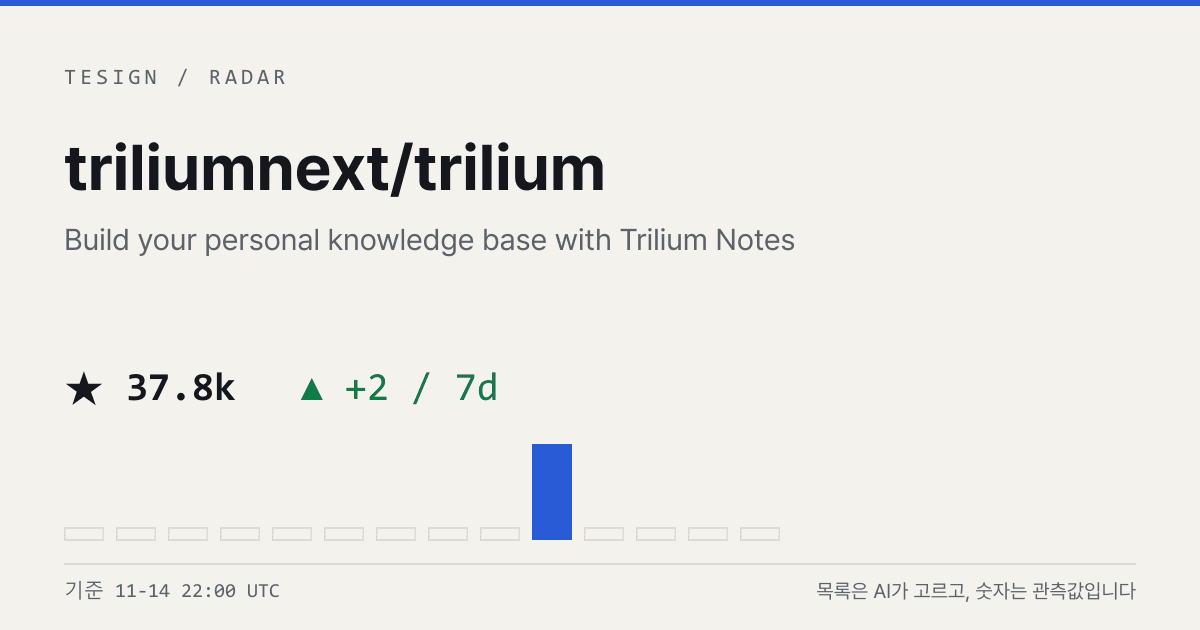 TESIGN / RADAR
triliumnext/trilium
Build your personal knowledge base with Trilium Notes
★ 37.8k ▲ +2 / 7d
기준 11-14 22:00 UTC
목록은 AI가 고르고, 숫자는 관측값입니다